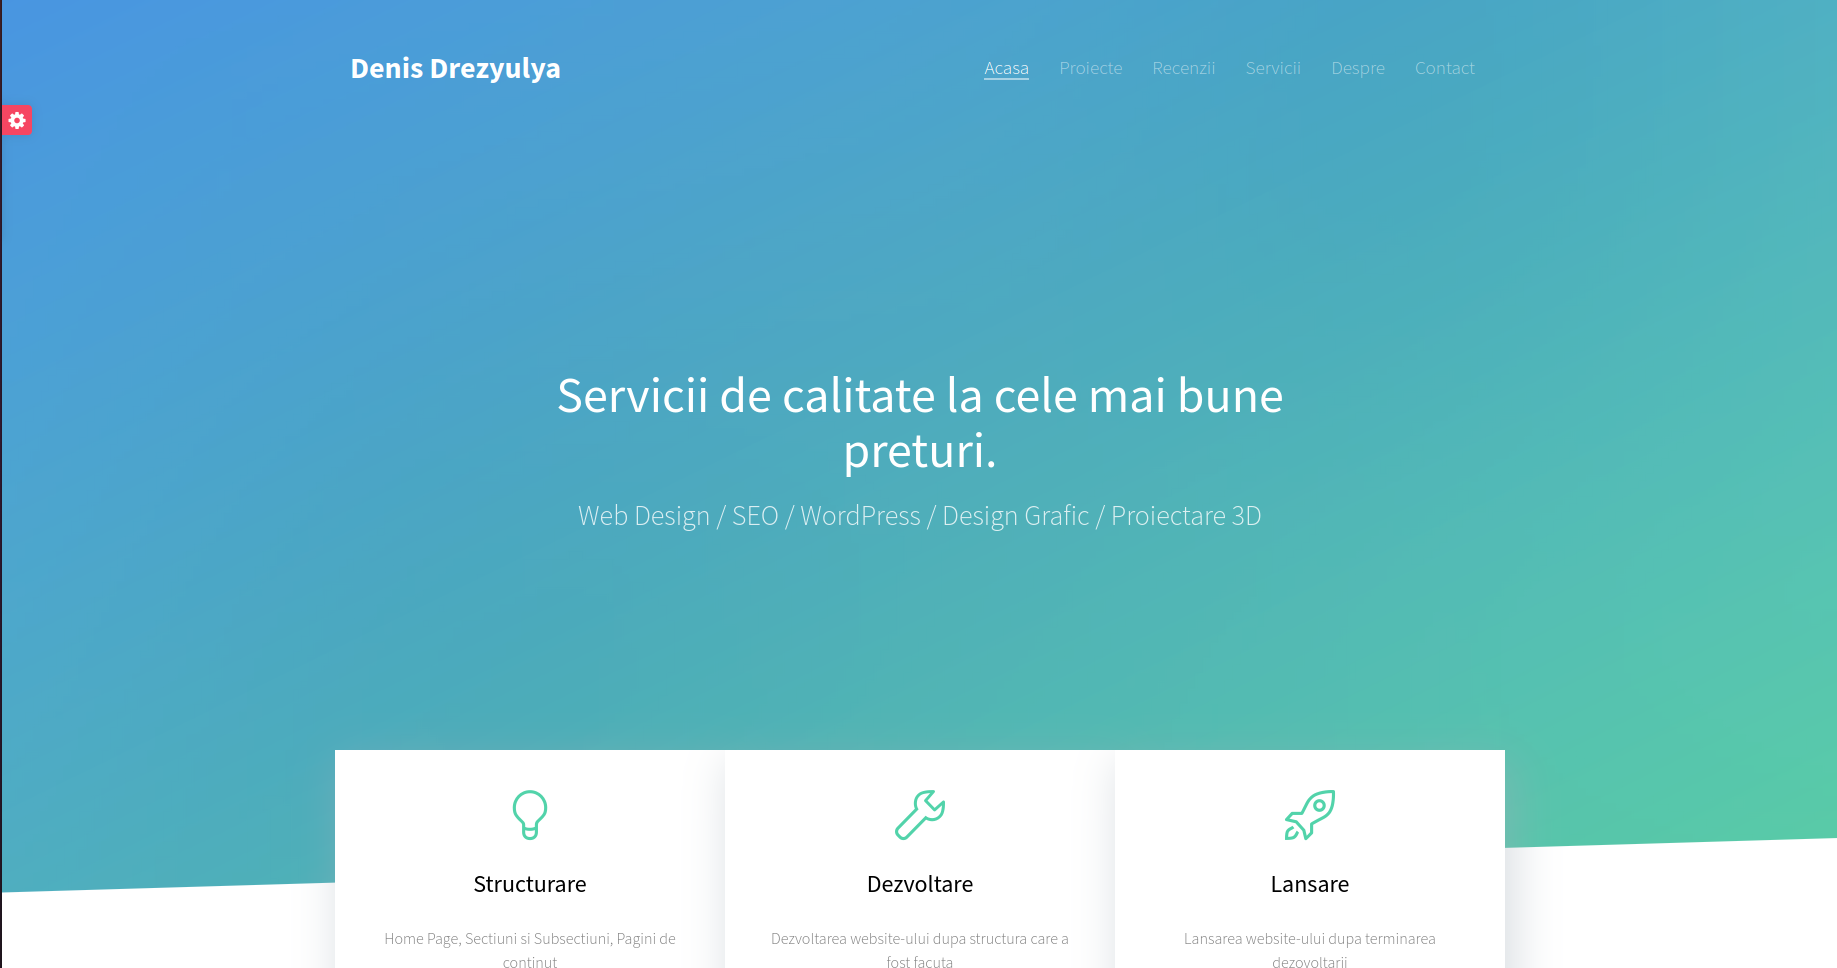 Denis Drezyulya
Acasa Proiecte Recenzii Servicii Despre Contact
Servicii de calitate la cele mai bune
preturi.
Web Design / SEO / WordPress / Design Grafic / Proiectare 3D
Structurare
Home Page, Sectiuni si Subsectiuni, Pagini de
continut
Dezvoltare
Dezvoltarea website-ului dupa structura care a
fost facuta
Lansare
Lansarea website-ului dupa terminarea
dezovoltarii